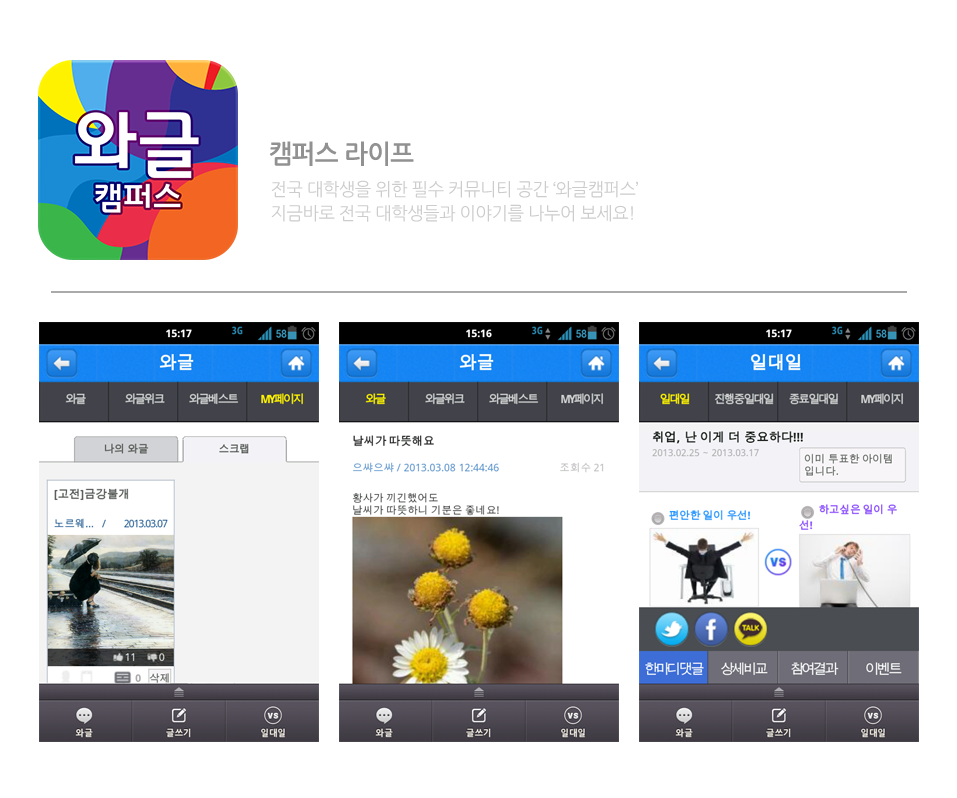 와글
캠퍼스
캠퍼스 라이프
전국 대학생을 위한 필수 커뮤니티 공간 ‘와글캠퍼스’
지금바로 전국 대학생들과 이야기를 나누어 보세요!
15:17 3G 58
와글
와글 와글위크 와글베스트 MY페이지
나의 와글 스크랩
[고전]금강불개
노르웨... / 2013.03.07
11 0
0 삭제
와글 글쓰기 VS 일대일
15:16 3G 58
와글
와글 와글위크 와글베스트 MY페이지
날씨가 따뜻해요
으쌰으쌰 / 2013.03.08 12:44:46 조회수 21
황사가 끼긴했어도
날씨가 따뜻하니 기분은 좋네요!
와글 글쓰기 VS 일대일
15:17 3G 58
일대일
일대일 진행중일대일 종료일대일 MY페이지
취업, 난 이게 더 중요하다!!!
2013.02.25 ~ 2013.03.17
이미 투표한 아이템
입니다.
편안한 일이 우선!
하고싶은 일이 우
선!
VS
f TALK
한마디댓글 상세비교 참여결과 이벤트
와글 글쓰기 VS 일대일